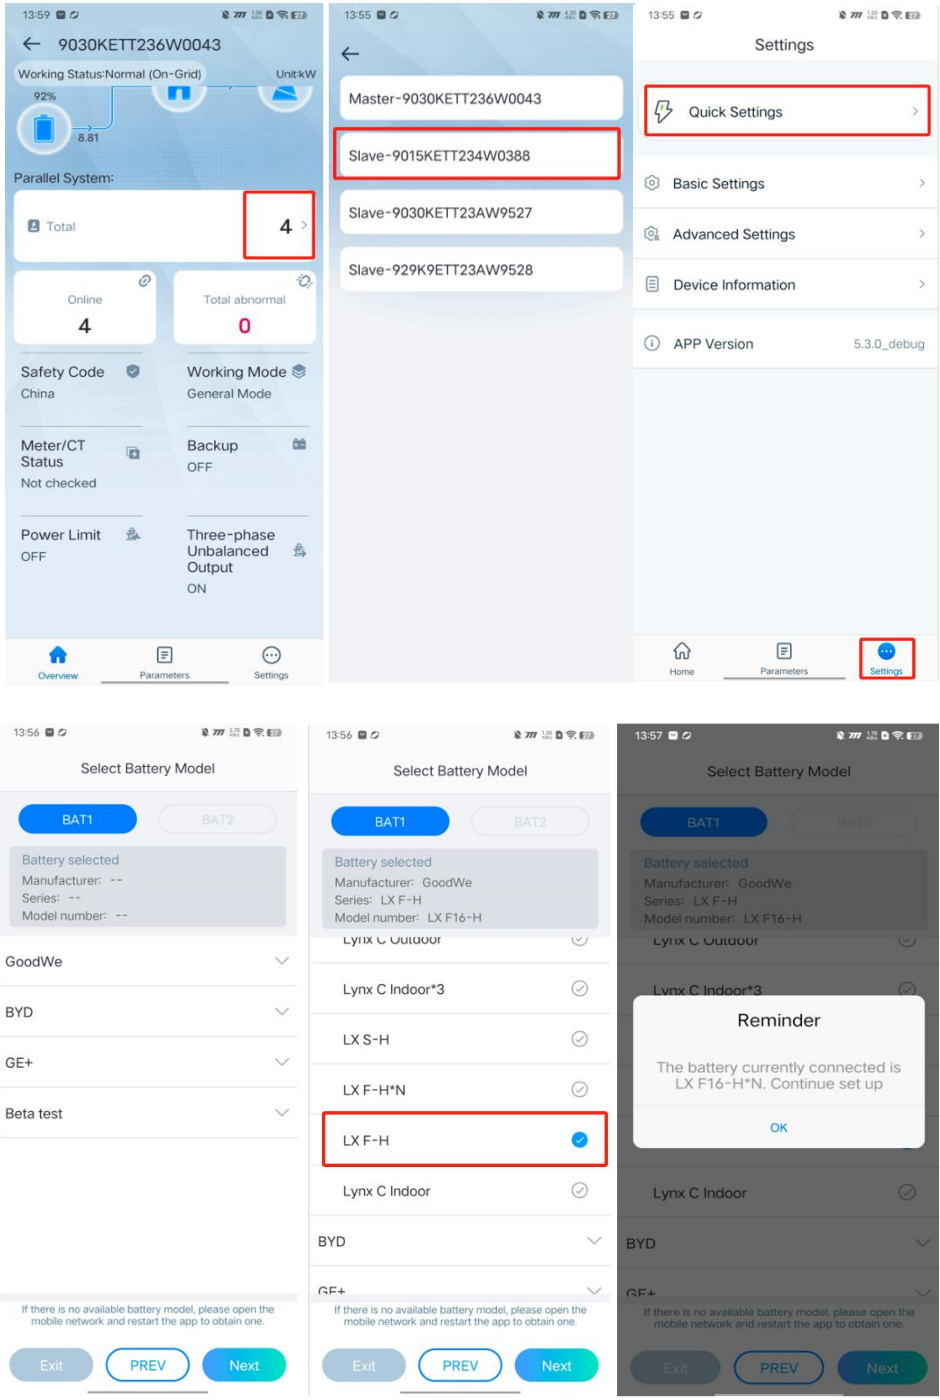 13:59
27
9030KETT236W0043
Working Status:Normal (On-Grid)
Unit:kW
92%
8.81
Parallel System:
Total
4
Online
4
Total abnormal
0
Safety Code
China
Working Mode
General Mode
Meter/CT
Status
Not checked
Backup
OFF
Power Limit
OFF
Three-phase
Unbalanced
Output
ON
Overview
Parameters
Settings
13:55
27
Master-9030KETT236W0043
Slave-9015KETT234W0388
Slave-9030KETT23AW9527
Slave-929K9ETT23AW9528
13:55
27
Settings
Quick Settings
Basic Settings
Advanced Settings
Device Information
APP Version
5.3.0_debug
Home
Parameters
Settings
13:56
27
Select Battery Model
BAT1
BAT2
Battery selected
Manufacturer: --
Series: --
Model number: --
GoodWe
BYD
GE+
Beta test
If there is no available battery model, please open the
mobile network and restart the app to obtain one.
Exit
PREV
Next
13:56
27
Select Battery Model
BAT1
BAT2
Battery selected
Manufacturer: GoodWe
Series: LX F-H
Model number: LX F16-H
Lynx C Outdoor
Lynx C Indoor*3
LX S-H
LX F-H*N
LX F-H
Lynx C Indoor
BYD
GE+
If there is no available battery model, please open the
mobile network and restart the app to obtain one.
Exit
PREV
Next
13:57
27
Select Battery Model
BAT1
BAT2
Battery selected
Manufacturer: GoodWe
Series: LX F-H
Model number: LX F16-H
Lynx C Outdoor
Lynx C Indoor*3
Reminder
The battery currently connected is
LX F16-H*N. Continue set up
OK
Lynx C Indoor
BYD
GE+
If there is no available battery model, please open the
mobile network and restart the app to obtain one.
Exit
PREV
Next